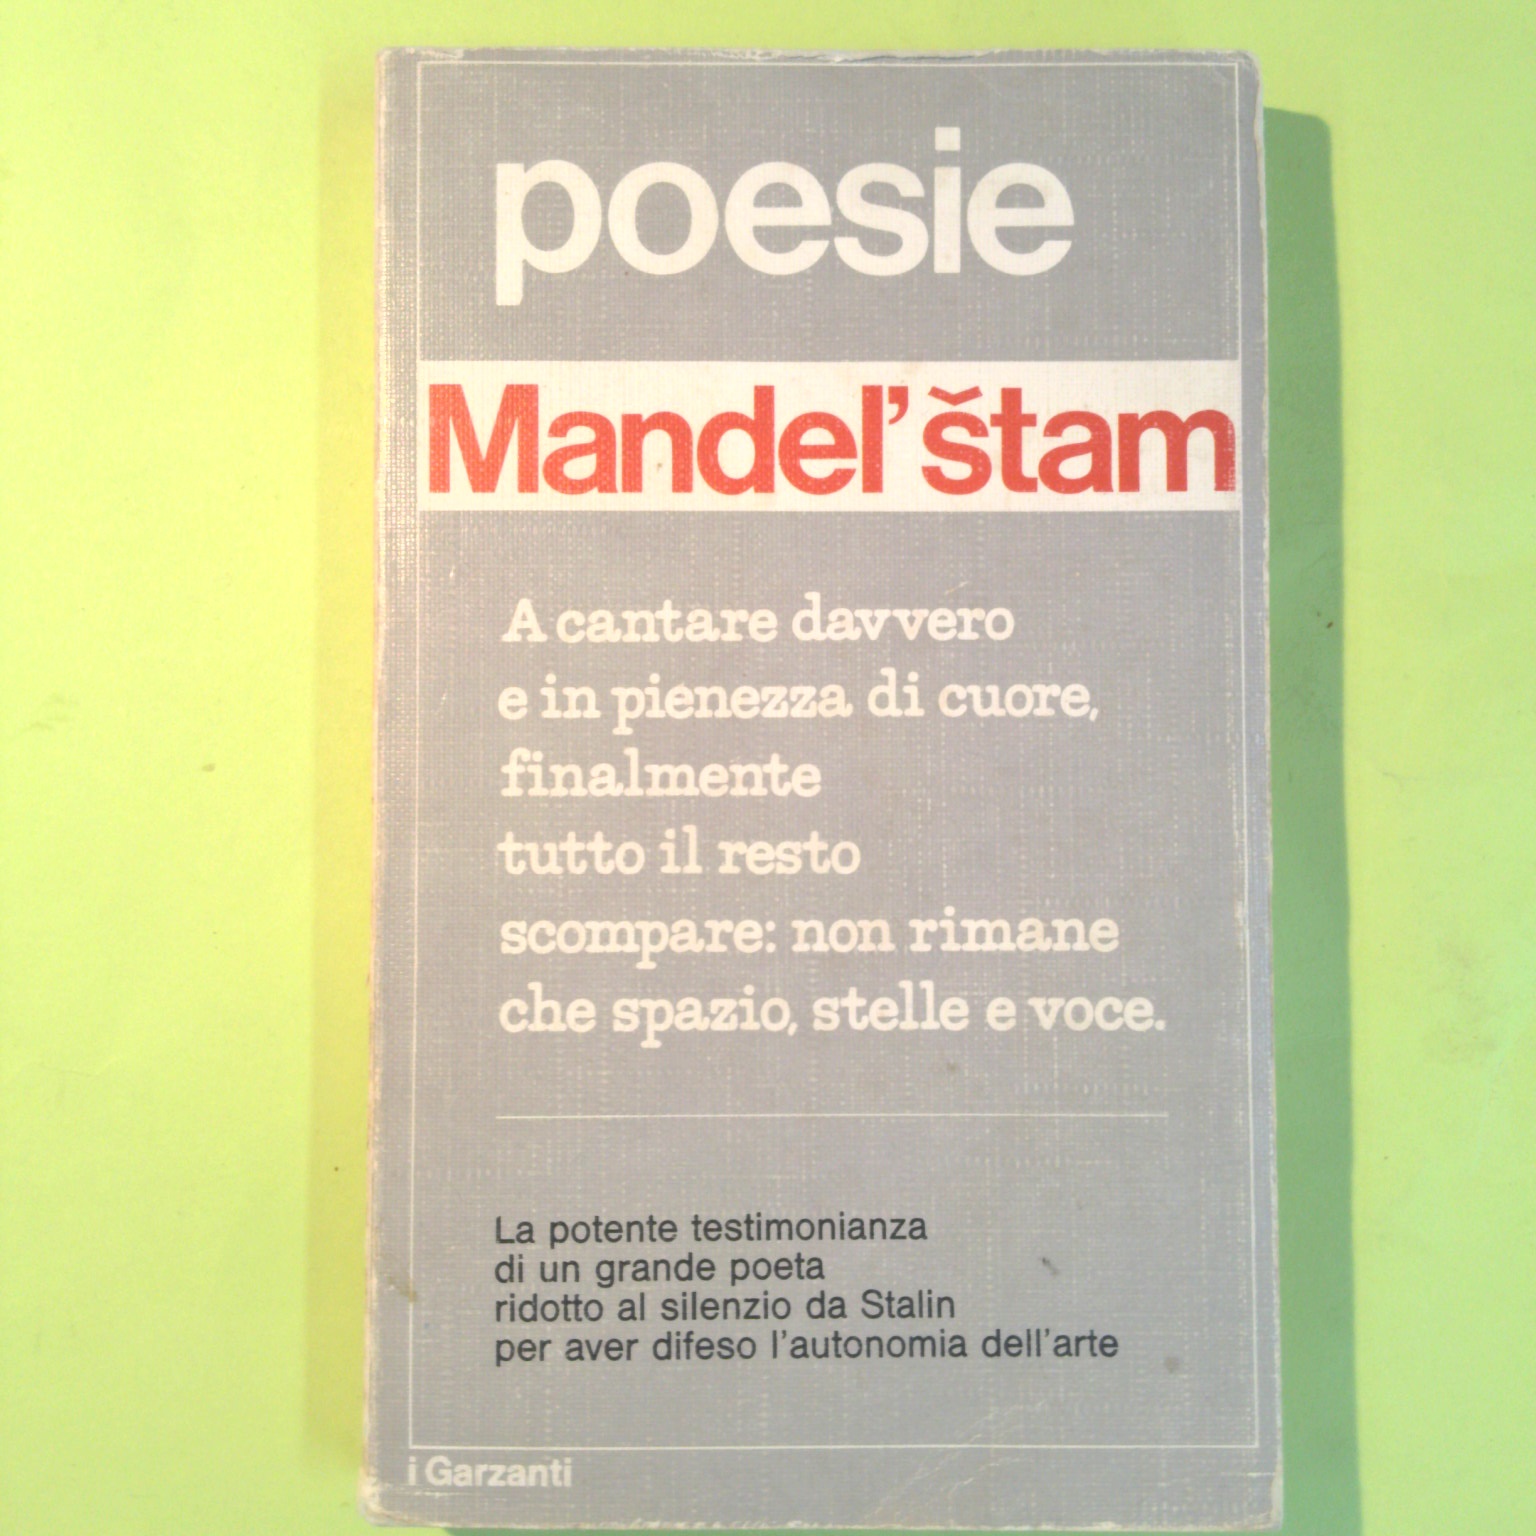 poesie
Mandel’štam
A cantare davvero
e in pienezza di cuore,
finalmente
tutto il resto
scompare: non rimane
che spazio, stelle e voce.
La potente testimonianza
di un grande poeta
ridotto al silenzio da Stalin
per aver difeso l’autonomia dell’arte
i Garzanti